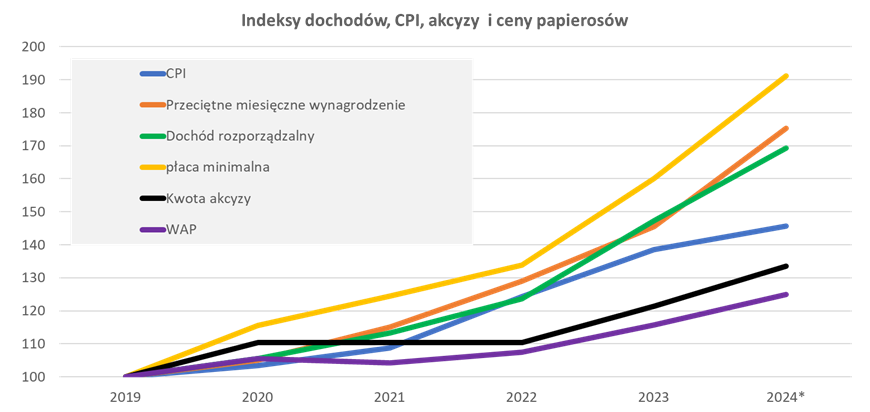 Indeksy dochodów, CPI, akcyzy i ceny papierosów
200
190
180
170
160
150
140
130
120
110
100
CPI
Przeciętne miesięczne wynagrodzenie
Dochód rozporządzalny
płaca minimalna
Kwota akcyzy
WAP
2019 2020 2021 2022 2023 2024*